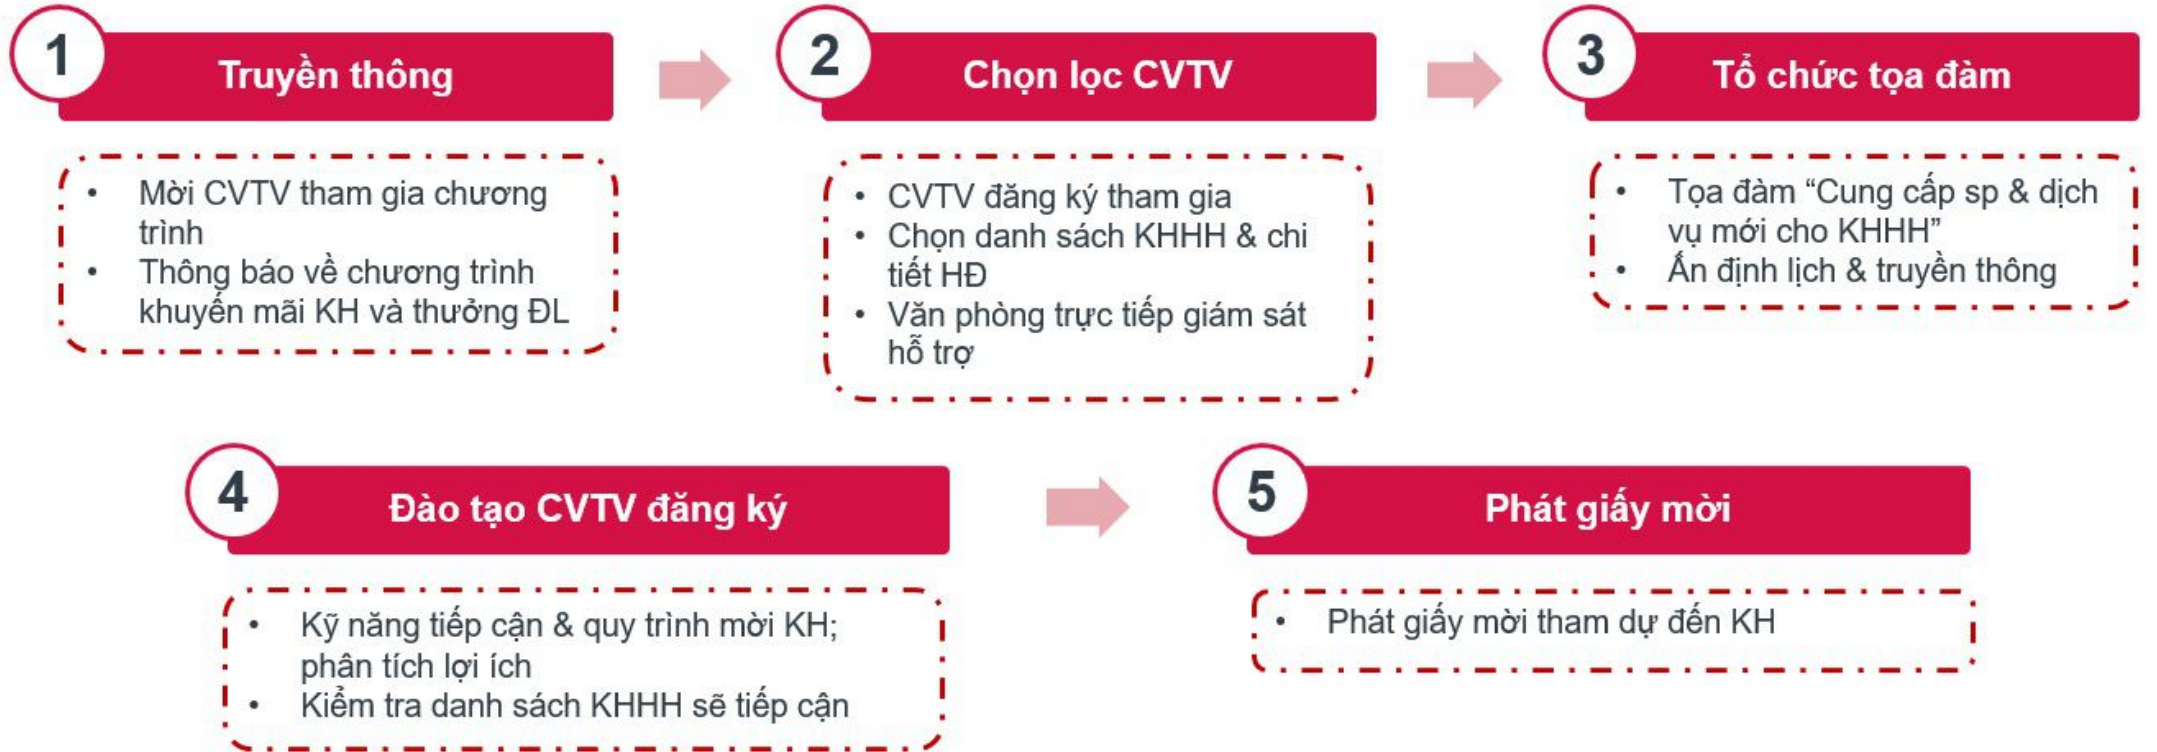 1
Truyền thông
• Mời CVTV tham gia chương
trình
• Thông báo về chương trình
khuyến mãi KH và thưởng ĐL
2
Chọn lọc CVTV
• CVTV đăng ký tham gia
• Chọn danh sách KHHH & chi
tiết HĐ
• Văn phòng trực tiếp giám sát
hỗ trợ
3
Tổ chức tọa đàm
• Tọa đàm “Cung cấp sp & dịch
vụ mới cho KHHH”
• Ấn định lịch & truyền thông
4
Đào tạo CVTV đăng ký
• Kỹ năng tiếp cận & quy trình mời KH;
phân tích lợi ích
• Kiểm tra danh sách KHHH sẽ tiếp cận
5
Phát giấy mời
• Phát giấy mời tham dự đến KH